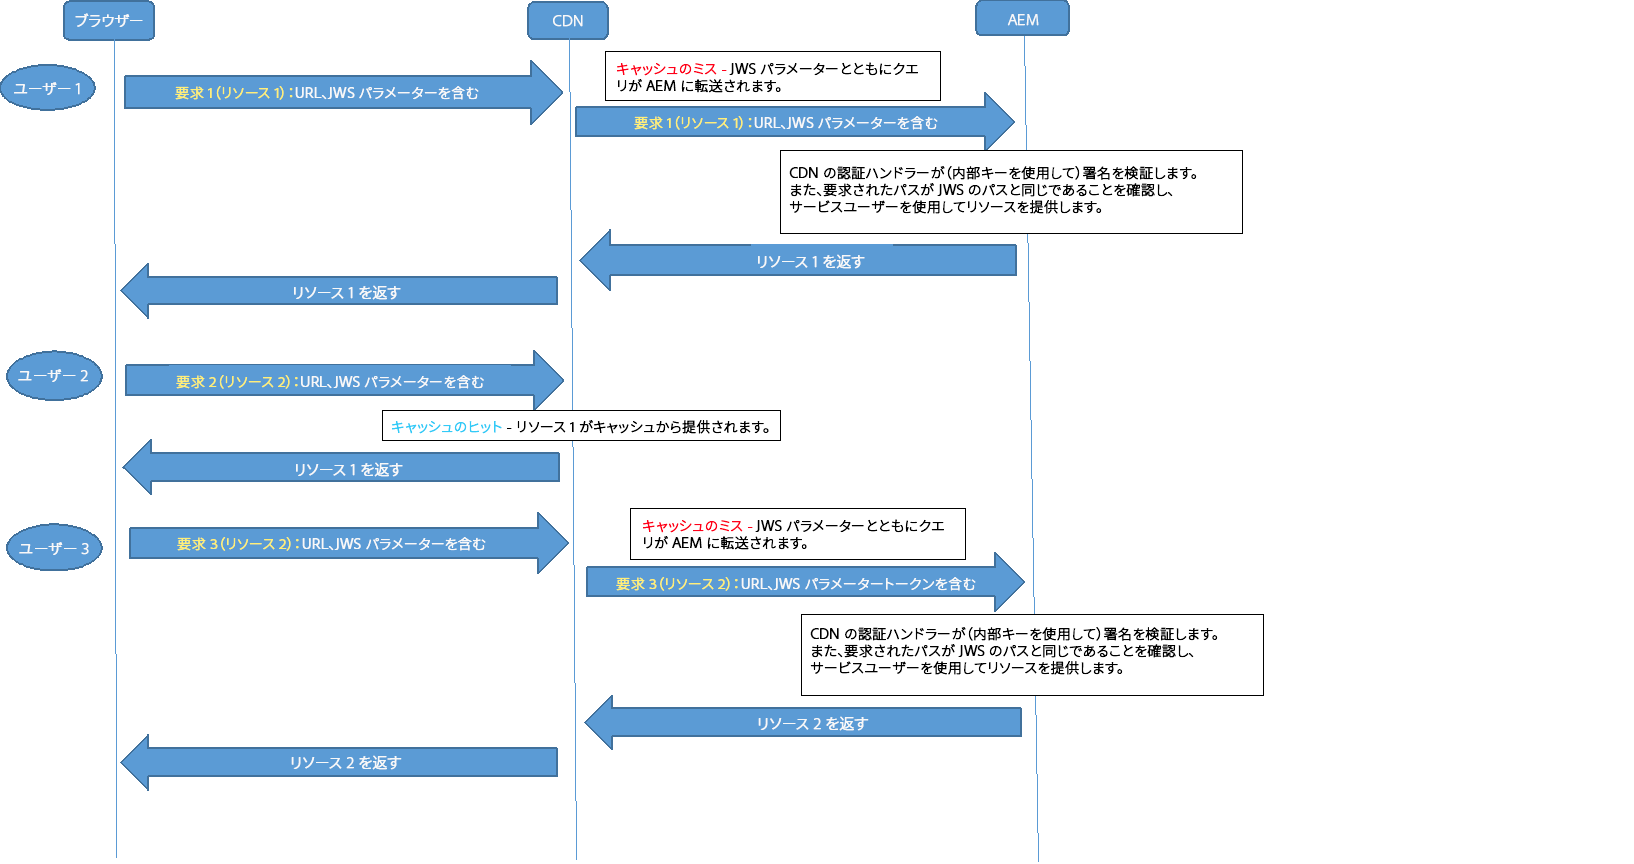 ブラウザー
CDN
AEM
ユーザー 1
要求 1（リソース 1）：URL、JWS パラメーターを含む
キャッシュのミス - JWS パラメーターとともにクエ
リが AEM に転送されます。
要求 1（リソース 1）：URL、JWS パラメーターを含む
CDN の認証ハンドラーが（内部キーを使用して）署名を検証します。
また、要求されたパスが JWS のパスと同じであることを確認し、
サービスユーザーを使用してリソースを提供します。
リソース 1 を返す
リソース 1 を返す
ユーザー 2
要求 2（リソース 2）：URL、JWS パラメーターを含む
キャッシュのヒット - リソース 1 がキャッシュから提供されます。
リソース 1 を返す
ユーザー 3
要求 3（リソース 2）：URL、JWS パラメーターを含む
キャッシュのミス - JWS パラメーターとともにクエ
リが AEM に転送されます。
要求 3（リソース 2）：URL、JWS パラメータートークンを含む
CDN の認証ハンドラーが（内部キーを使用して）署名を検証します。
また、要求されたパスが JWS のパスと同じであることを確認し、
サービスユーザーを使用してリソースを提供します。
リソース 2 を返す
リソース 2 を返す